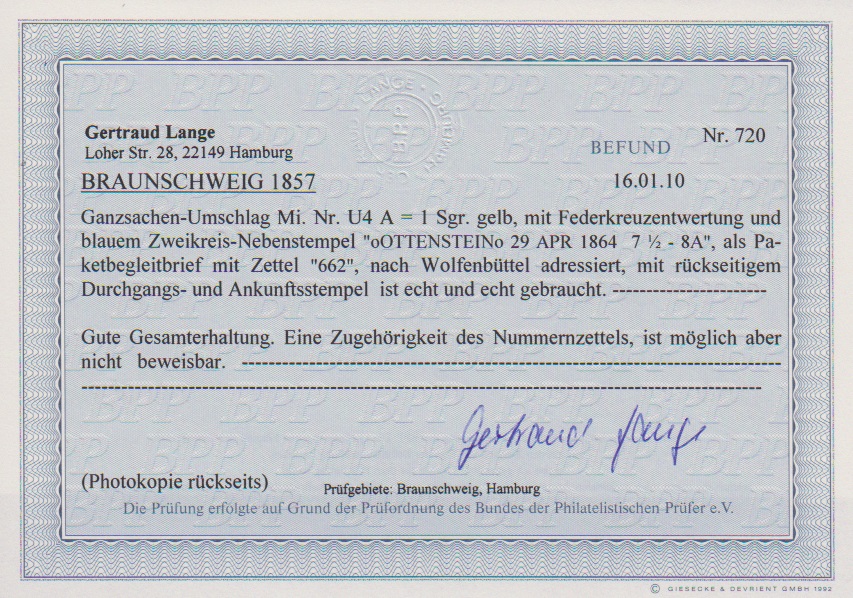 Gertraud Lange
Loher Str. 28, 22149 Hamburg
BEFUND
Nr. 720
BRAUNSCHWEIG 1857
16.01.10
Ganzsachen-Umschlag Mi. Nr. U4 A = 1 Sgr. gelb, mit Federkreuzentwertung und
blauem Zweikreis-Nebenstempel "oOTTENSTEINo 29 APR 1864 7 ½ - 8A", als Pa-
ketbegleitbrief mit Zettel "662", nach Wolfenbüttel adressiert, mit rückseitigem
Durchgangs- und Ankunftsstempel ist echt und echt gebraucht. -----------------------
Gute Gesamterhaltung. Eine Zugehörigkeit des Nummernzettels, ist möglich aber
nicht beweisbar. --------------------------------------------------------------------------------
----------------------------------------------------------------------------------------------------
Gertraud Lange
(Photokopie rückseits)
Prüfgebiete: Braunschweig, Hamburg
Die Prüfung erfolgte auf Grund der Prüfordnung des Bundes der Philatelistischen Prüfer e.V.
© GIESECKE & DEVRIENT GMBH 1992